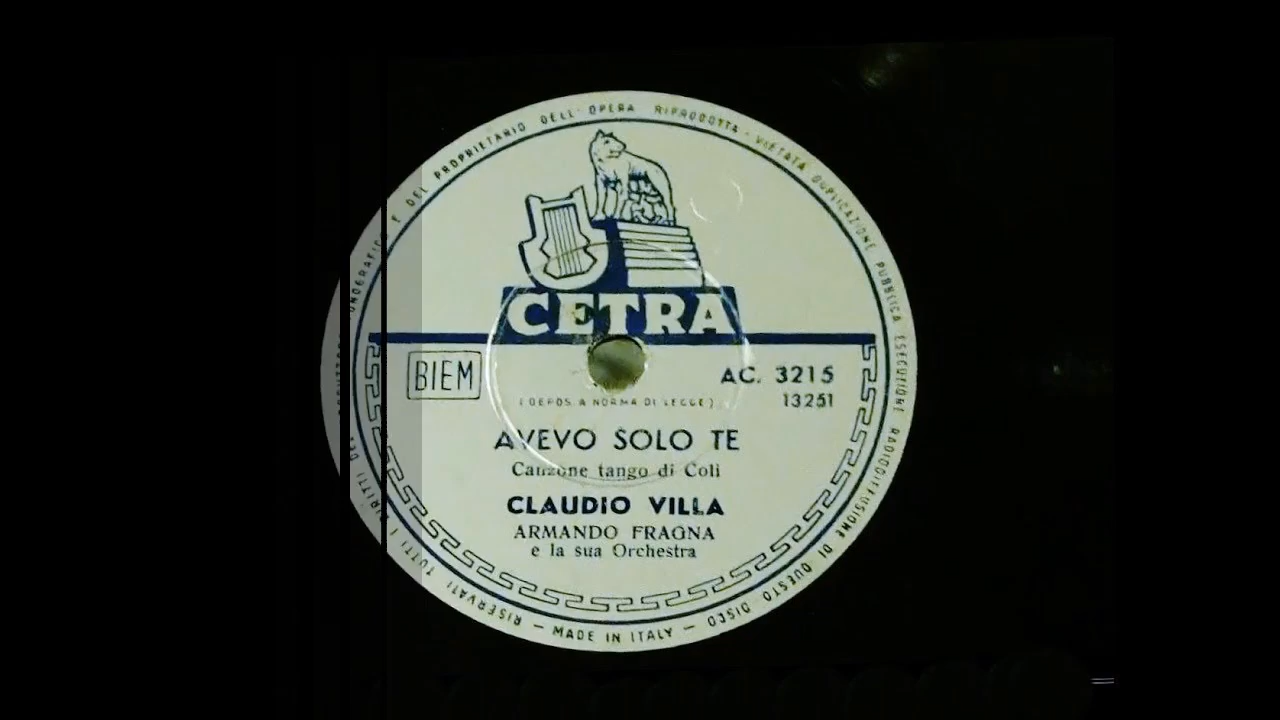 E DEL PROPRIETARIO DELL'OPERA RIPRODOTTA - VIETATA DUPLICAZIONE PUBBLICA ESECUZIONE RADIODIFFUSIONE DI QUESTO DISCO
CETRA
BIEM
AC. 3215
13251
(DEPOS. A NORMA DI LEGGE)
AVEVO SOLO TE
Canzone tango di Coli
CLAUDIO VILLA
ARMANDO FRAGNA
e la sua Orchestra
RISERVATI TUTTI I DIRITTI
— MADE IN ITALY —